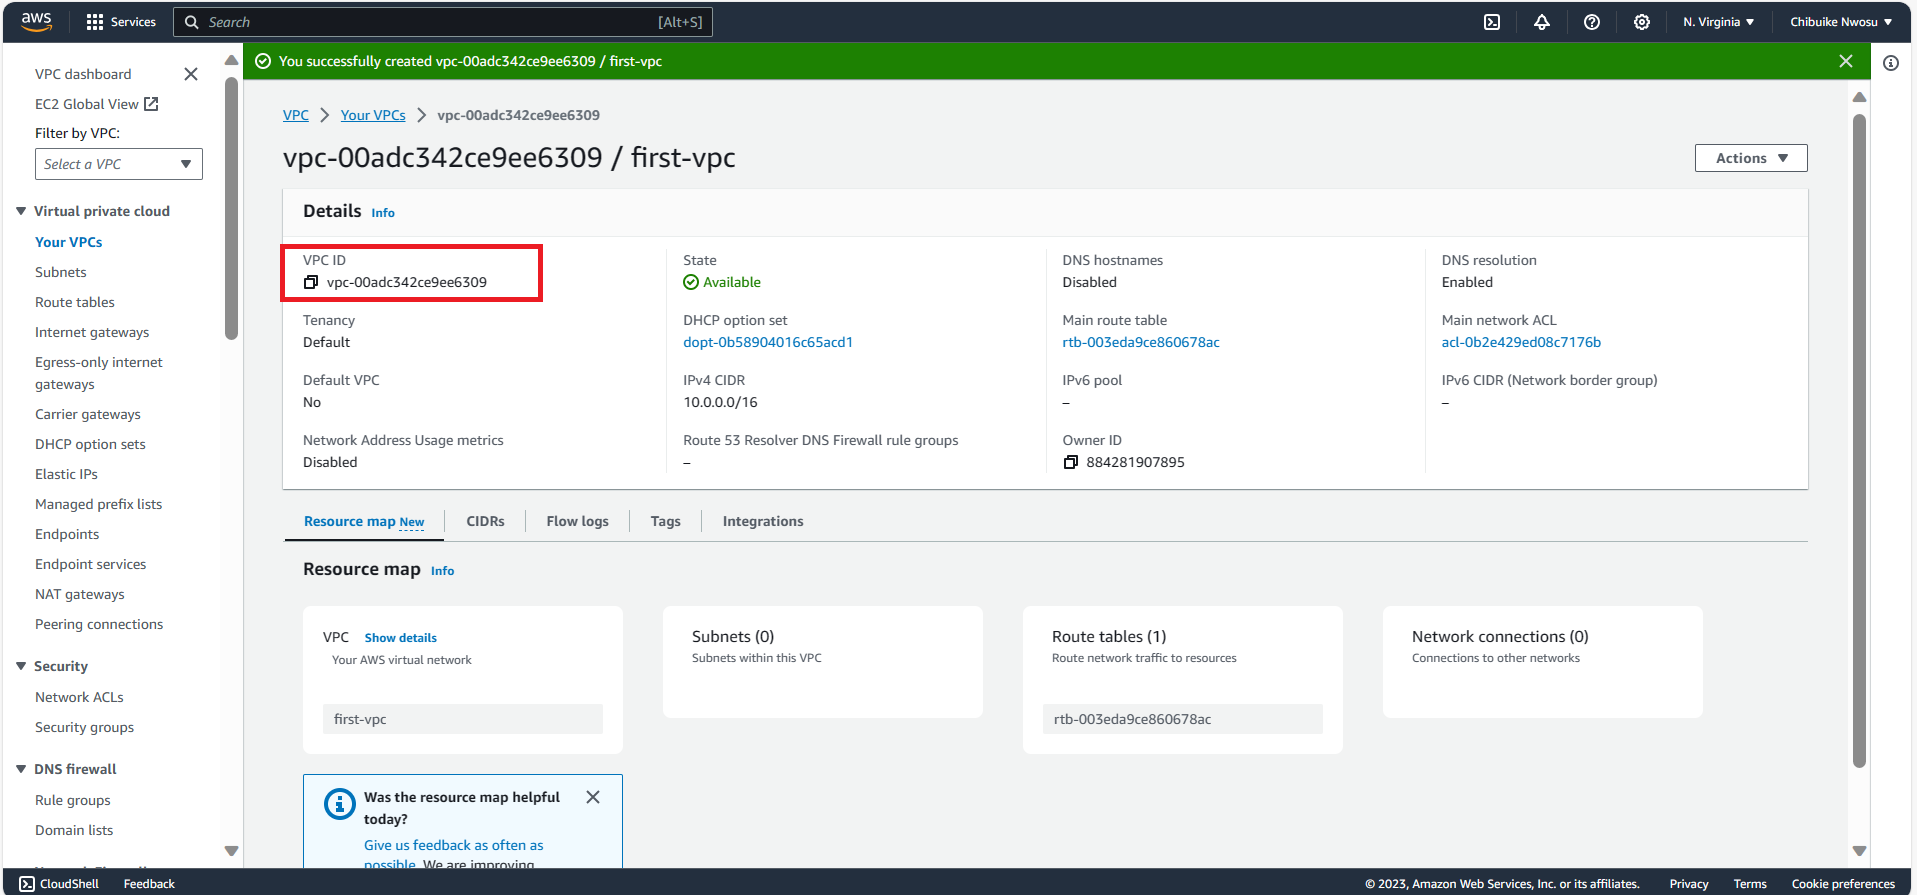 aws
Services
Search
[Alt+S]
N. Virginia
Chibuike Nwosu
VPC dashboard
EC2 Global View
Filter by VPC:
Select a VPC
Virtual private cloud
Your VPCs
Subnets
Route tables
Internet gateways
Egress-only internet
gateways
Carrier gateways
DHCP option sets
Elastic IPs
Managed prefix lists
Endpoints
Endpoint services
NAT gateways
Peering connections
Security
Network ACLs
Security groups
DNS firewall
Rule groups
Domain lists
You successfully created vpc-00adc342ce9ee6309 / first-vpc
VPC
Your VPCs
vpc-00adc342ce9ee6309
vpc-00adc342ce9ee6309 / first-vpc
Actions
Details Info
VPC ID
vpc-00adc342ce9ee6309
State
Available
DNS hostnames
Disabled
DNS resolution
Enabled
Tenancy
Default
DHCP option set
dopt-0b58904016c65acd1
Main route table
rtb-003eda9ce860678ac
Main network ACL
acl-0b2e429ed08c7176b
Default VPC
No
IPv4 CIDR
10.0.0.0/16
IPv6 pool
–
IPv6 CIDR (Network border group)
–
Network Address Usage metrics
Disabled
Route 53 Resolver DNS Firewall rule groups
–
Owner ID
884281907895
Resource map New
CIDRs
Flow logs
Tags
Integrations
Resource map Info
VPC Show details
Your AWS virtual network
first-vpc
Subnets (0)
Subnets within this VPC
Route tables (1)
Route network traffic to resources
rtb-003eda9ce860678ac
Network connections (0)
Connections to other networks
Was the resource map helpful
today?
Give us feedback as often as
possible. We are improving
CloudShell
Feedback
© 2023, Amazon Web Services, Inc. or its affiliates.
Privacy
Terms
Cookie preferences